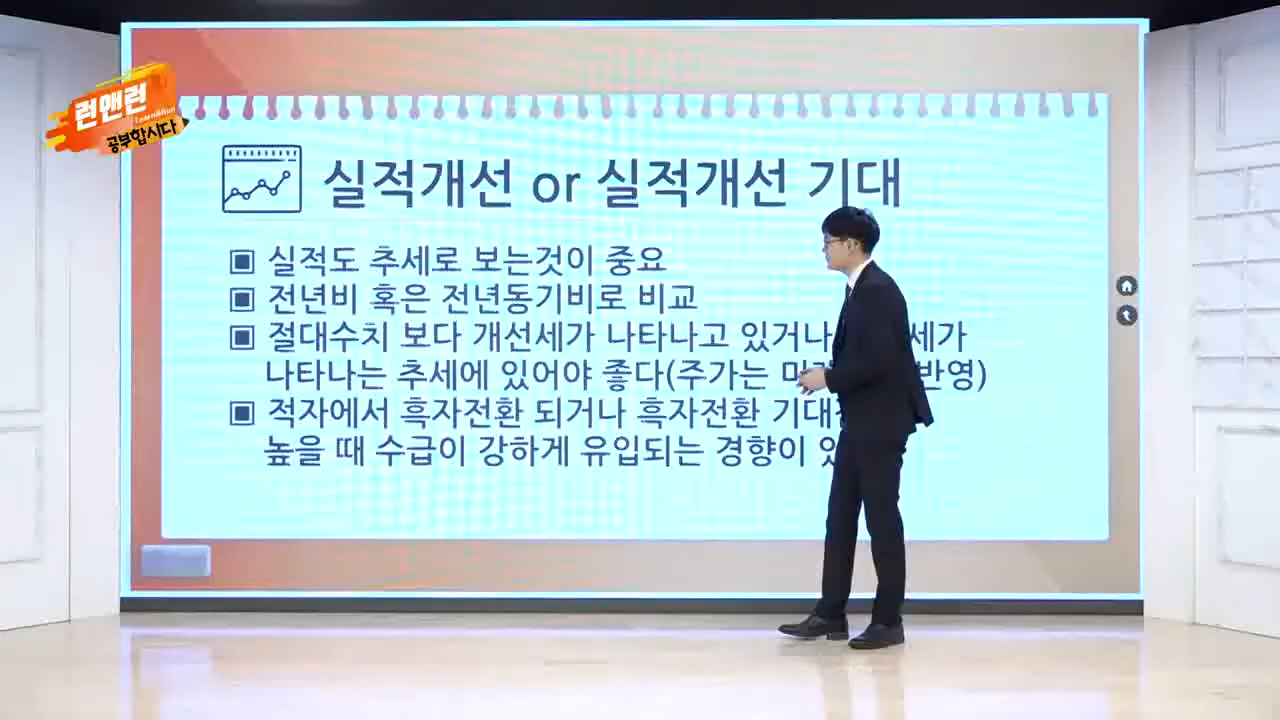 런앤런
Learn&Run
공부합시다
실적개선 or 실적개선 기대
▣ 실적도 추세로 보는것이 중요
▣ 전년비 혹은 전년동기비로 비교
▣ 절대수치 보다 개선세가 나타나고 있거나 세가
나타나는 추세에 있어야 좋다(주가는 반영)
▣ 적자에서 흑자전환 되거나 흑자전환
높을 때 수급이 강하게 유입되는 경향이